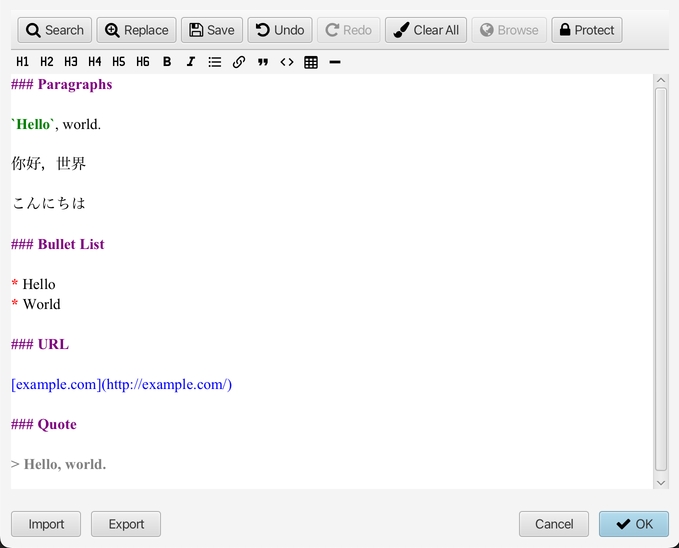 Search Replace Save Undo Redo Clear All Browse Protect
H1 H2 H3 H4 H5 H6 B I
### Paragraphs
`Hello`, world.
你好，世界
こんにちは
### Bullet List
* Hello
* World
### URL
[example.com](http://example.com/)
### Quote
> Hello, world.
Import Export Cancel OK